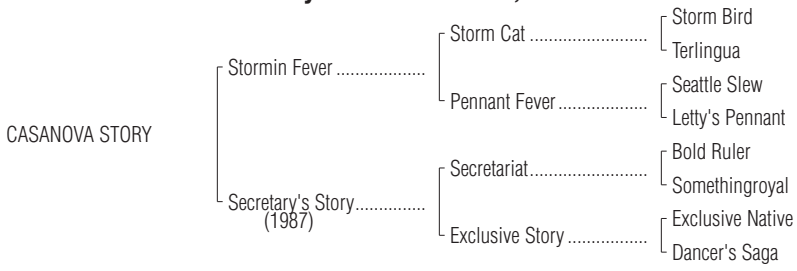 Storm Bird
Storm Cat ........................
Terlingua
Stormin Fever ...................
Seattle Slew
Pennant Fever ..................
Letty's Pennant
CASANOVA STORY
Bold Ruler
Secretariat........................
Somethingroyal
Secretary's Story...............
(1987)
Exclusive Native
Exclusive Story ................
Dancer's Saga